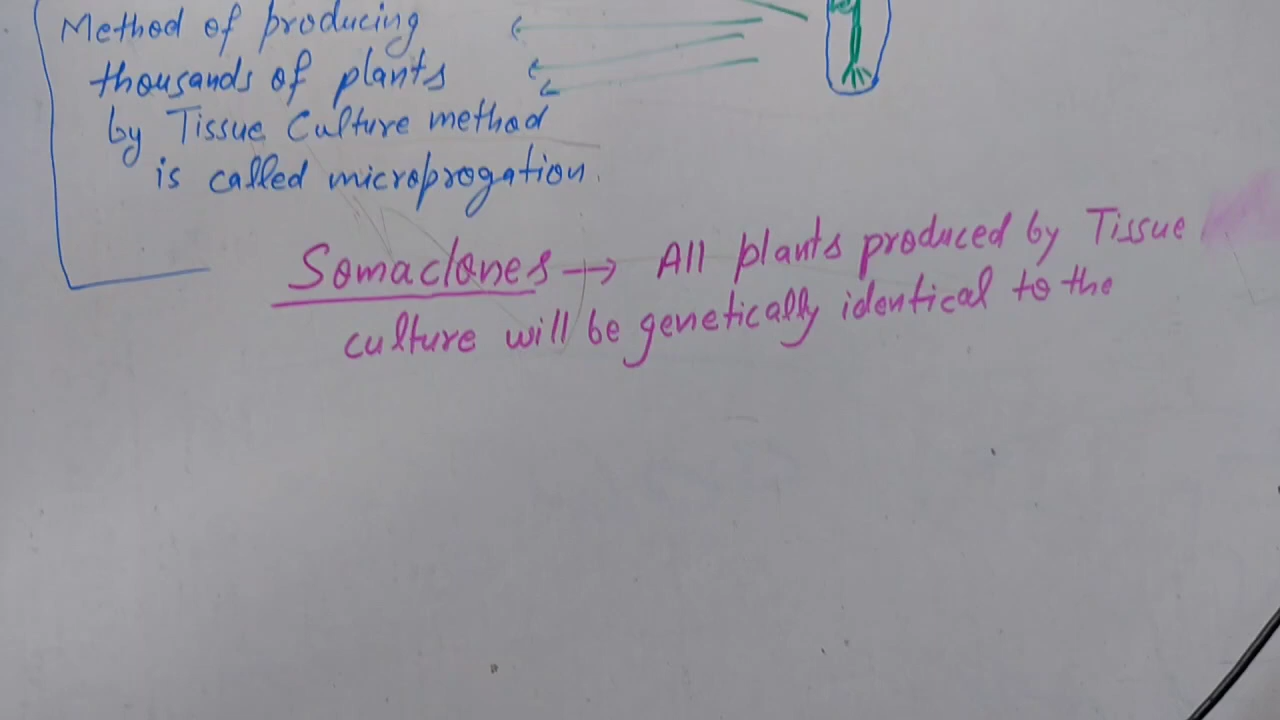 Method of producing
thousands of plants
by Tissue Culture method
is called microprogation.
Somaclones → All plants produced by Tissue
culture will be genetically identical to the